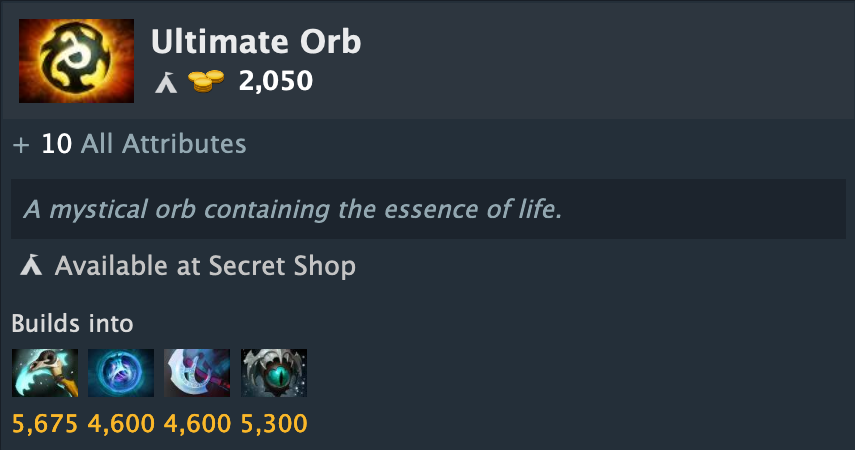 Ultimate Orb
2,050
+ 10 All Attributes
A mystical orb containing the essence of life.
Available at Secret Shop
Builds into
5,675 4,600 4,600 5,300